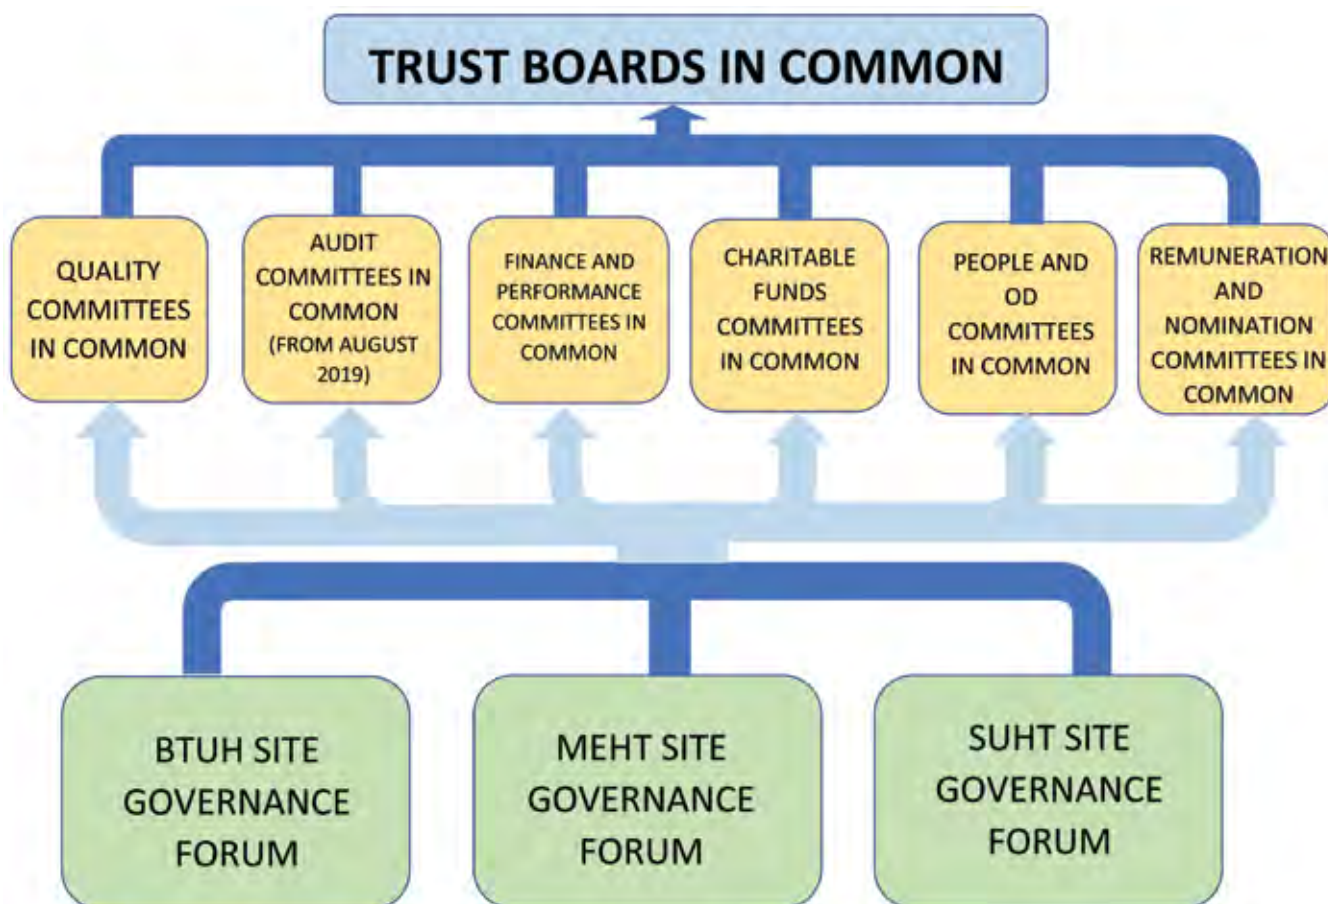 TRUST BOARDS IN COMMON
QUALITY
COMMITTEES
IN COMMON
AUDIT
COMMITTEES IN
COMMON
(FROM AUGUST
2019)
FINANCE AND
PERFORMANCE
COMMITTEES IN
COMMON
CHARITABLE
FUNDS
COMMITTEES
IN COMMON
PEOPLE AND
OD
COMMITTEES
IN COMMON
REMUNERATION
AND
NOMINATION
COMMITTEES IN
COMMON
BTUH SITE
GOVERNANCE
FORUM
MEHT SITE
GOVERNANCE
FORUM
SUHT SITE
GOVERNANCE
FORUM